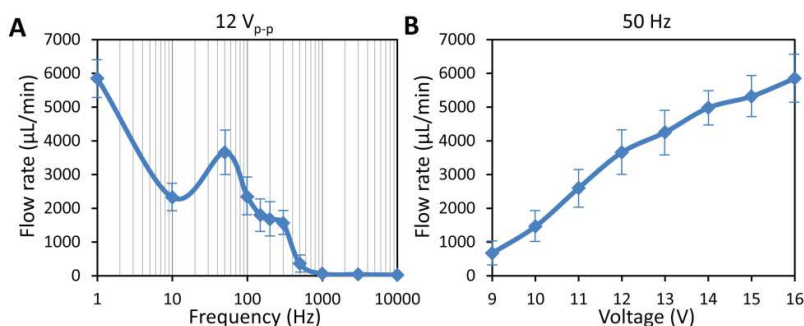 A
12 Vp-p
7000
6000
5000
4000
3000
2000
1000
0
Flow rate (µL/min)
1 10 100 1000 10000
Frequency (Hz)
B
50 Hz
7000
6000
5000
4000
3000
2000
1000
0
Flow rate (µL/min)
9 10 11 12 13 14 15 16
Voltage (V)